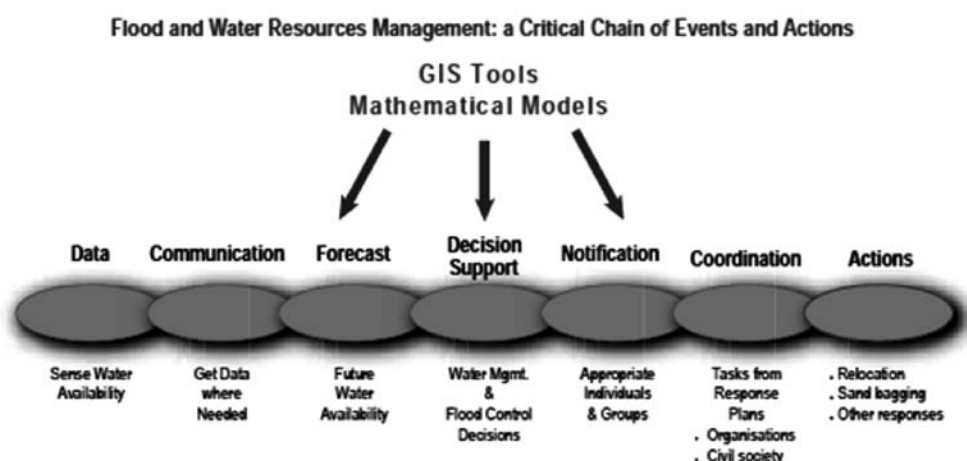 Flood and Water Resources Management: a Critical Chain of Events and Actions
GIS Tools
Mathematical Models
Data
Communication
Forecast
Decision
Support
Notification
Coordination
Actions
Sense Water
Availability
Get Data
where
Needed
Future
Water
Availability
Water Mgmt.
&
Flood Control
Decisions
Appropriate
Individuals
& Groups
Tasks from
Response
Plans
. Organisations
. Civil society
. Relocation
. Sand bagging
. Other responses